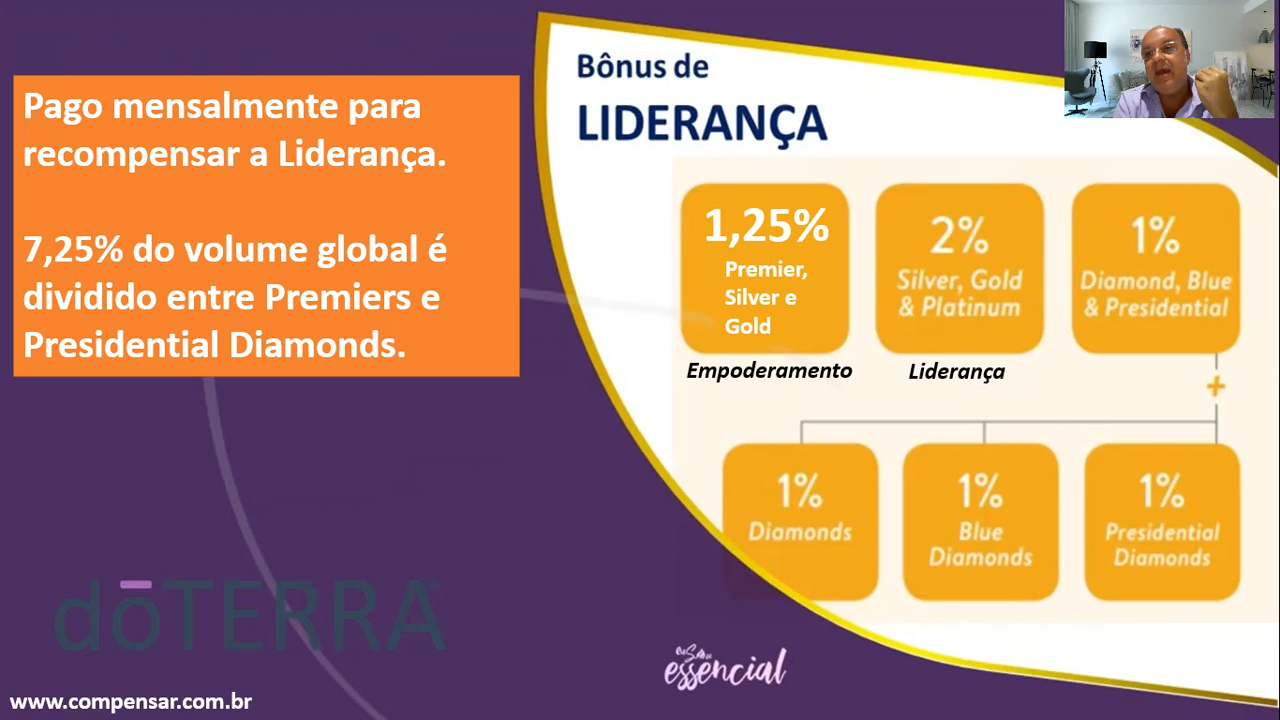 Pago mensalmente para
recompensar a Liderança.
7,25% do volume global é
dividido entre Premiers e
Presidential Diamonds.
Bônus de
LIDERANÇA
1,25%
Premier,
Silver e
Gold
Empoderamento
2%
Silver, Gold
& Platinum
Liderança
1%
Diamond, Blue
& Presidential
+
1%
Diamonds
1%
Blue
Diamonds
1%
Presidential
Diamonds
dōTERRA
essencial
www.compensar.com.br